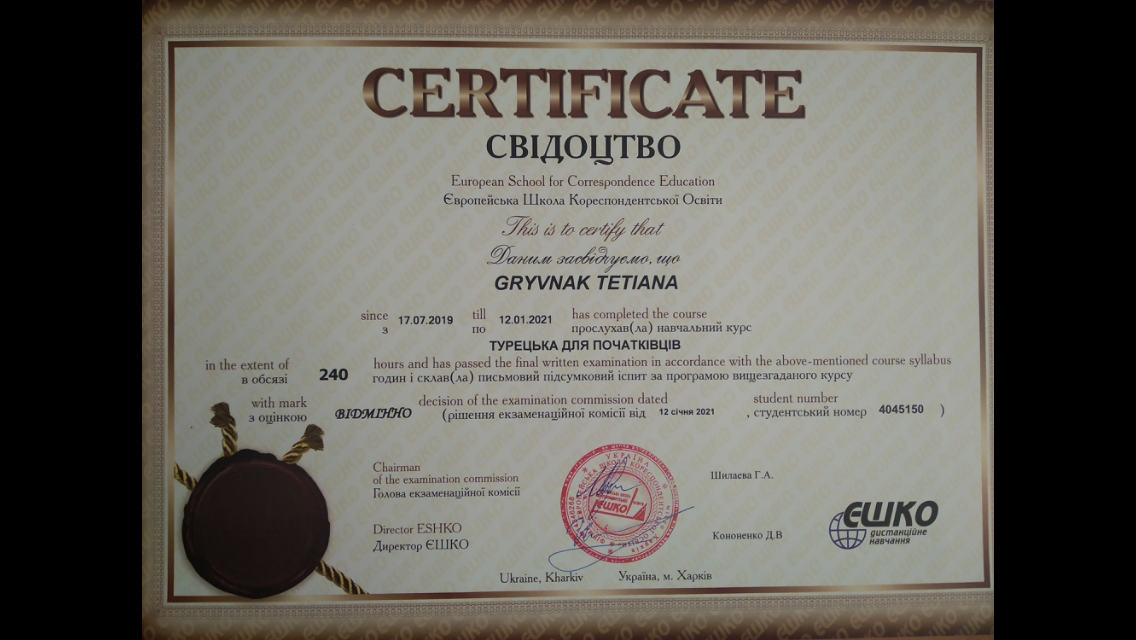 CERTIFICATE
СВІДОЦТВО
European School for Correspondence Education
Європейська Школа Кореспондентської Освіти
This is to certify that
Даним засвідчуємо, що
GRYVNAK TETIANA
since 17.07.2019 till 12.01.2021 has completed the course
з по прослухав(ла) навчальний курс
ТУРЕЦЬКА ДЛЯ ПОЧАТКІВЦІВ
in the extent of 240 hours and has passed the final written examination in accordance with the above-mentioned course syllabus
в обсязі годин і склав(ла) письмовий підсумковий іспит за програмою вищезгаданого курсу
with mark decision of the examination commission dated student number
з оцінкою ВІДМІННО (рішення екзаменаційної комісії від 12 січня 2021 , студентський номер 4045150 )
Chairman
of the examination commission
Голова екзаменаційної комісії
Шилаєва Г.А.
Director ESHKO
Директор ЄШКО
Кононенко Д.В
УКРАЇНА
ЄШКО
ЄШКО
дистанційне
навчання
Ukraine, Kharkiv Україна, м. Харків